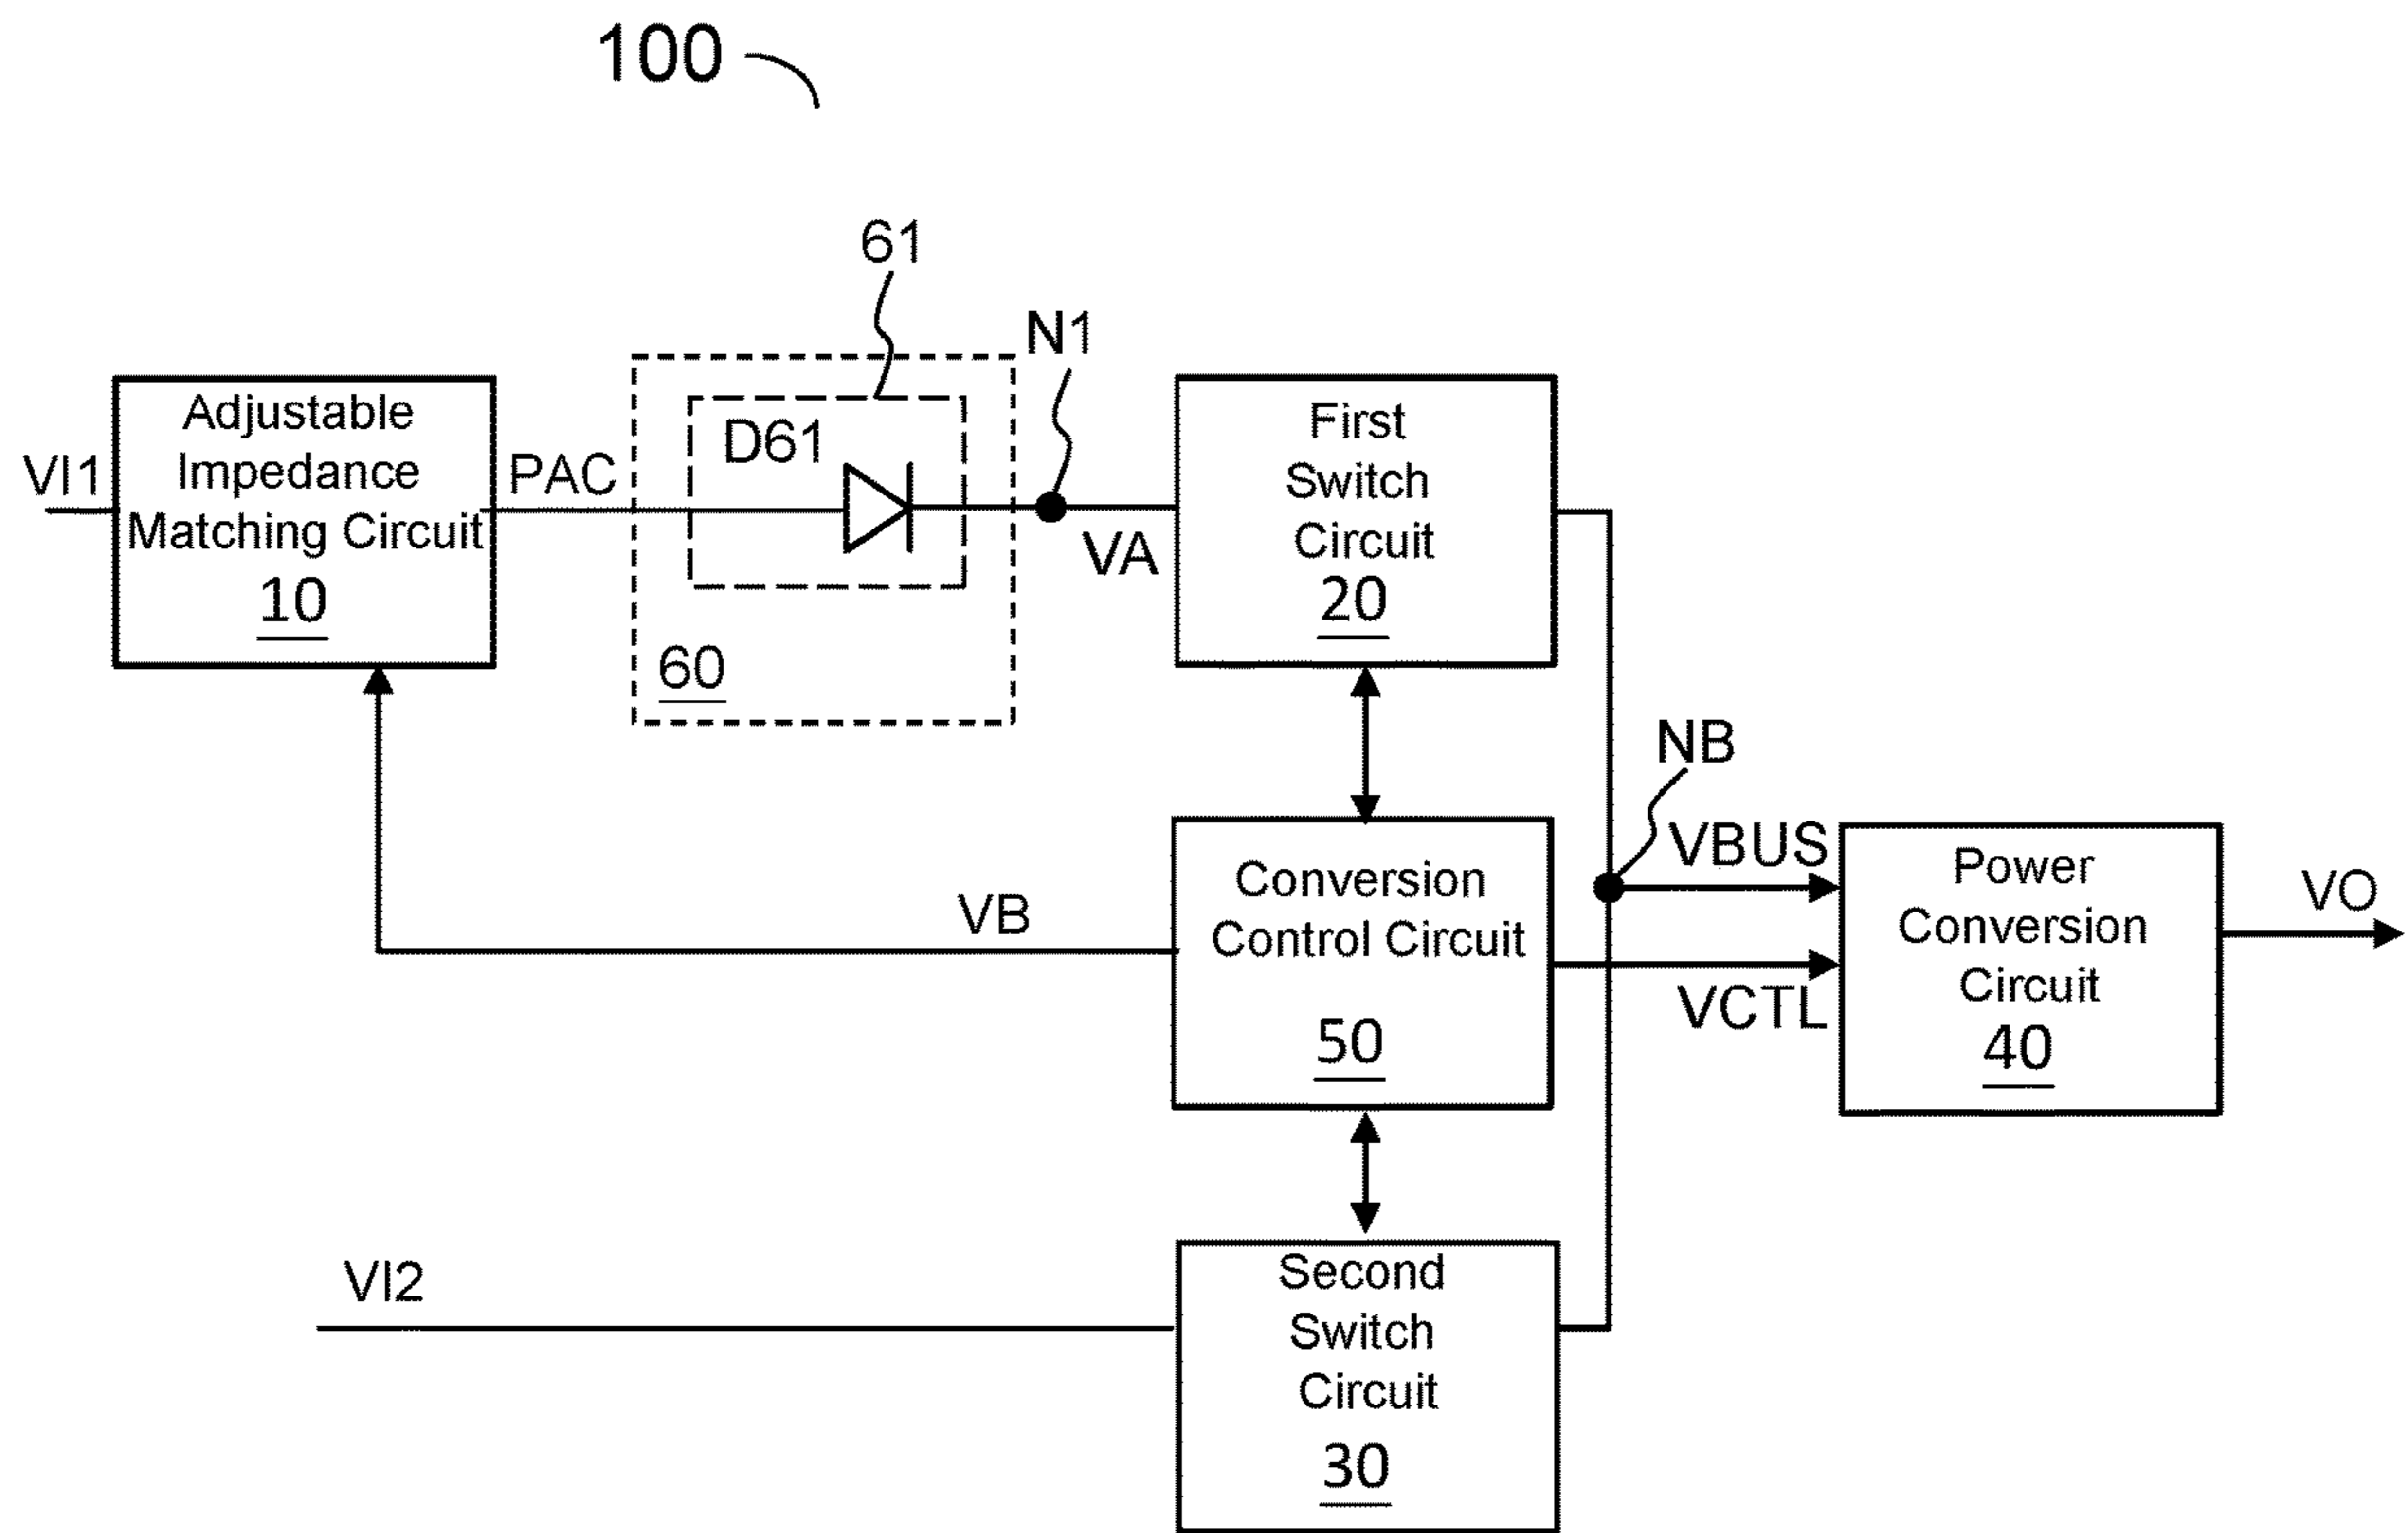 100
61
N1
Adjustable
Impedance
Matching Circuit
10
VI1
PAC
D61
60
VA
First
Switch
Circuit
20
NB
VB
Conversion
Control Circuit
50
VBUS
VCTL
Power
Conversion
Circuit
40
VO
VI2
Second
Switch
Circuit
30